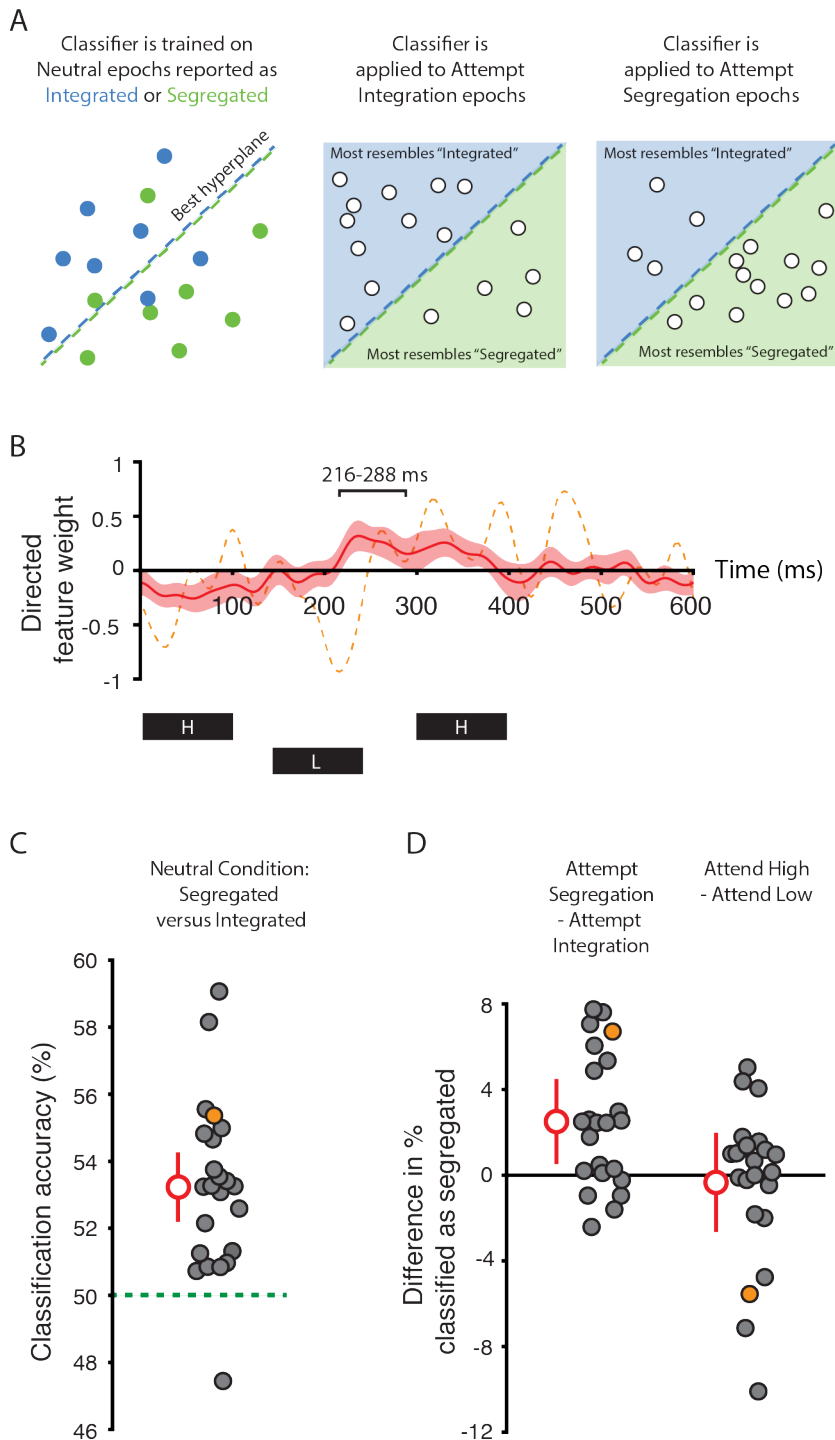 A
Classifier is trained on
Neutral epochs reported as
Integrated or Segregated
Best hyperplane
Classifier is
applied to Attempt
Integration epochs
Most resembles “Integrated”
Most resembles “Segregated”
Classifier is
applied to Attempt
Segregation epochs
Most resembles “Integrated”
Most resembles “Segregated”
B
Directed
feature weight
1
0.5
0
-0.5
-1
216-288 ms
100
200
300
400
500
600
Time (ms)
H
L
H
C
Neutral Condition:
Segregated
versus Integrated
Classification accuracy (%)
60
58
56
54
52
50
48
46
D
Attempt
Segregation
- Attempt
Integration
Attend High
- Attend Low
Difference in %
classified as segregated
8
4
0
-4
-8
-12